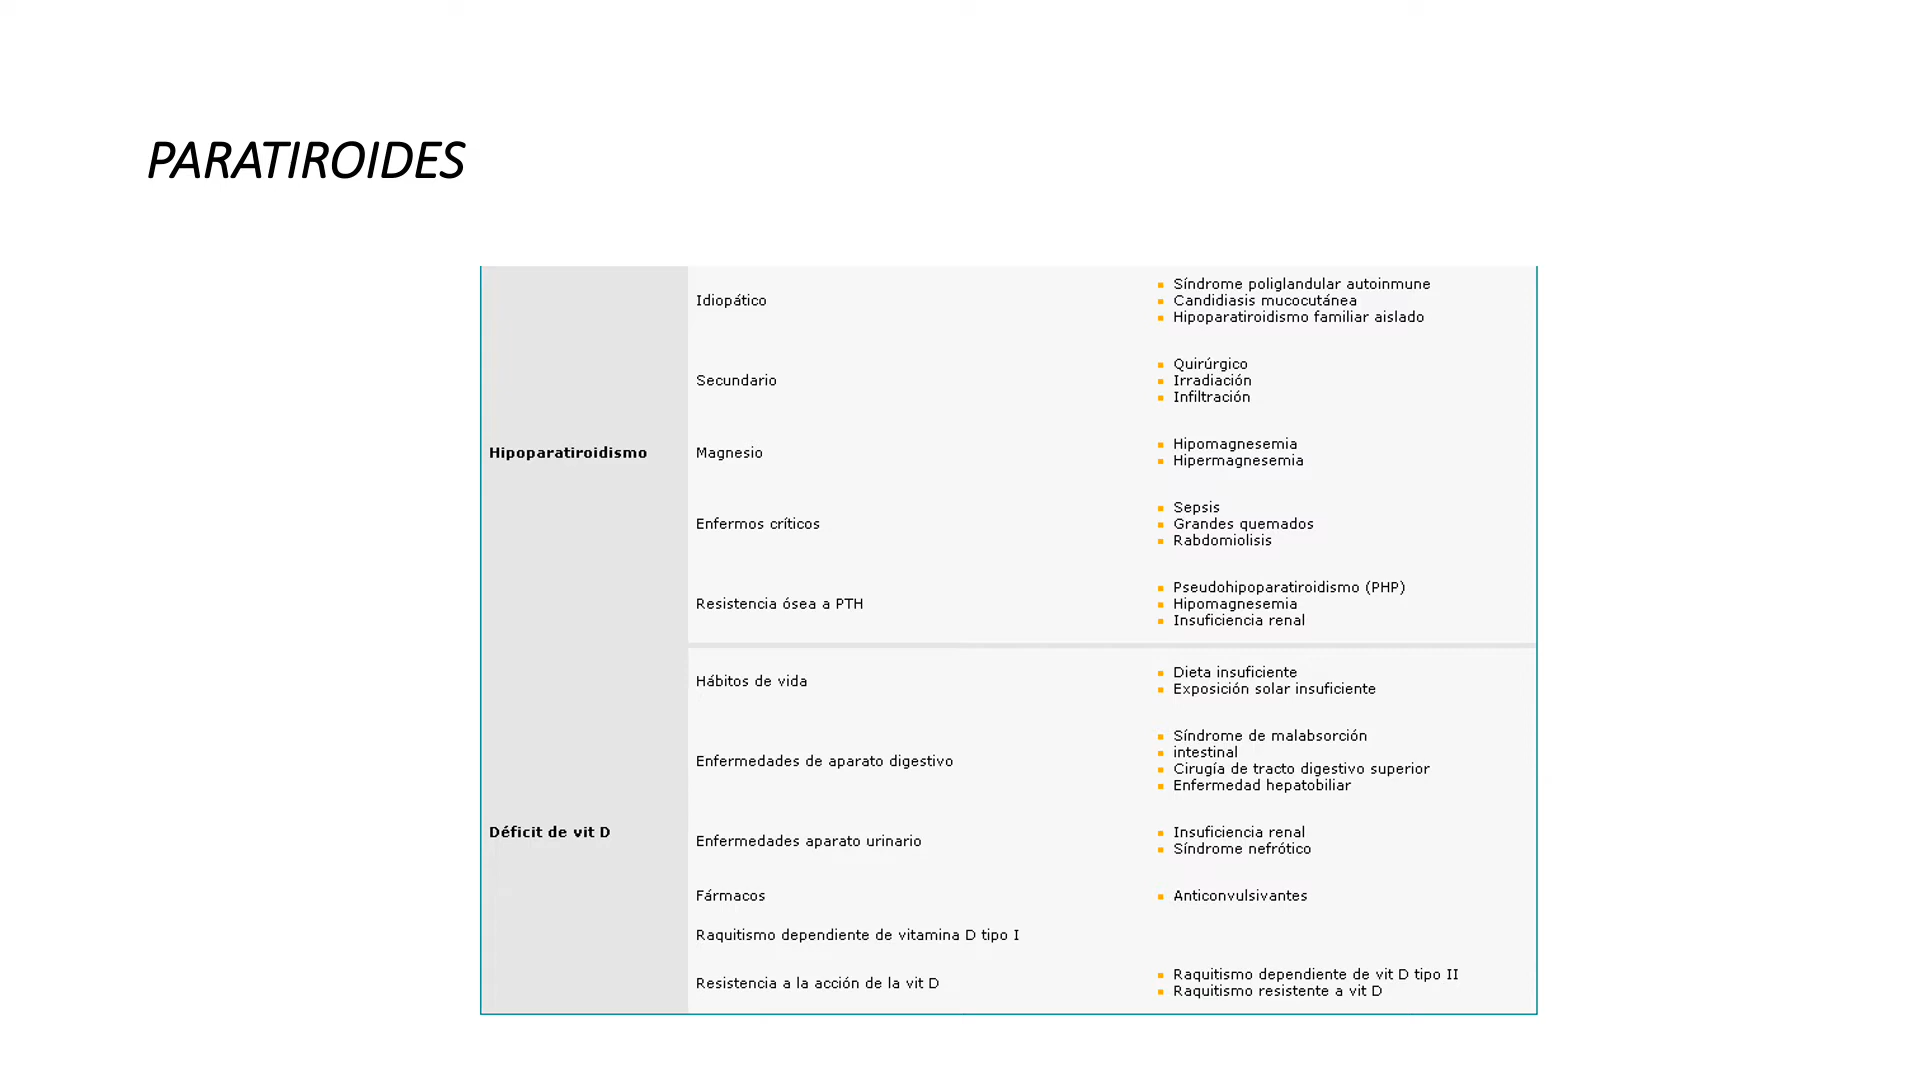 PARATIROIDES
Hipoparatiroidismo
Idiopático
Síndrome poliglandular autoinmune
Candidiasis mucocutánea
Hipoparatiroidismo familiar aislado
Secundario
Quirúrgico
Irradiación
Infiltración
Magnesio
Hipomagnesemia
Hipermagnesemia
Enfermos críticos
Sepsis
Grandes quemados
Rabdomiolisis
Resistencia ósea a PTH
Pseudohipoparatiroidismo (PHP)
Hipomagnesemia
Insuficiencia renal
Déficit de vit D
Hábitos de vida
Dieta insuficiente
Exposición solar insuficiente
Enfermedades de aparato digestivo
Síndrome de malabsorción
intestinal
Cirugía de tracto digestivo superior
Enfermedad hepatobiliar
Enfermedades aparato urinario
Insuficiencia renal
Síndrome nefrótico
Fármacos
Anticonvulsivantes
Raquitismo dependiente de vitamina D tipo I
Resistencia a la acción de la vit D
Raquitismo dependiente de vit D tipo II
Raquitismo resistente a vit D